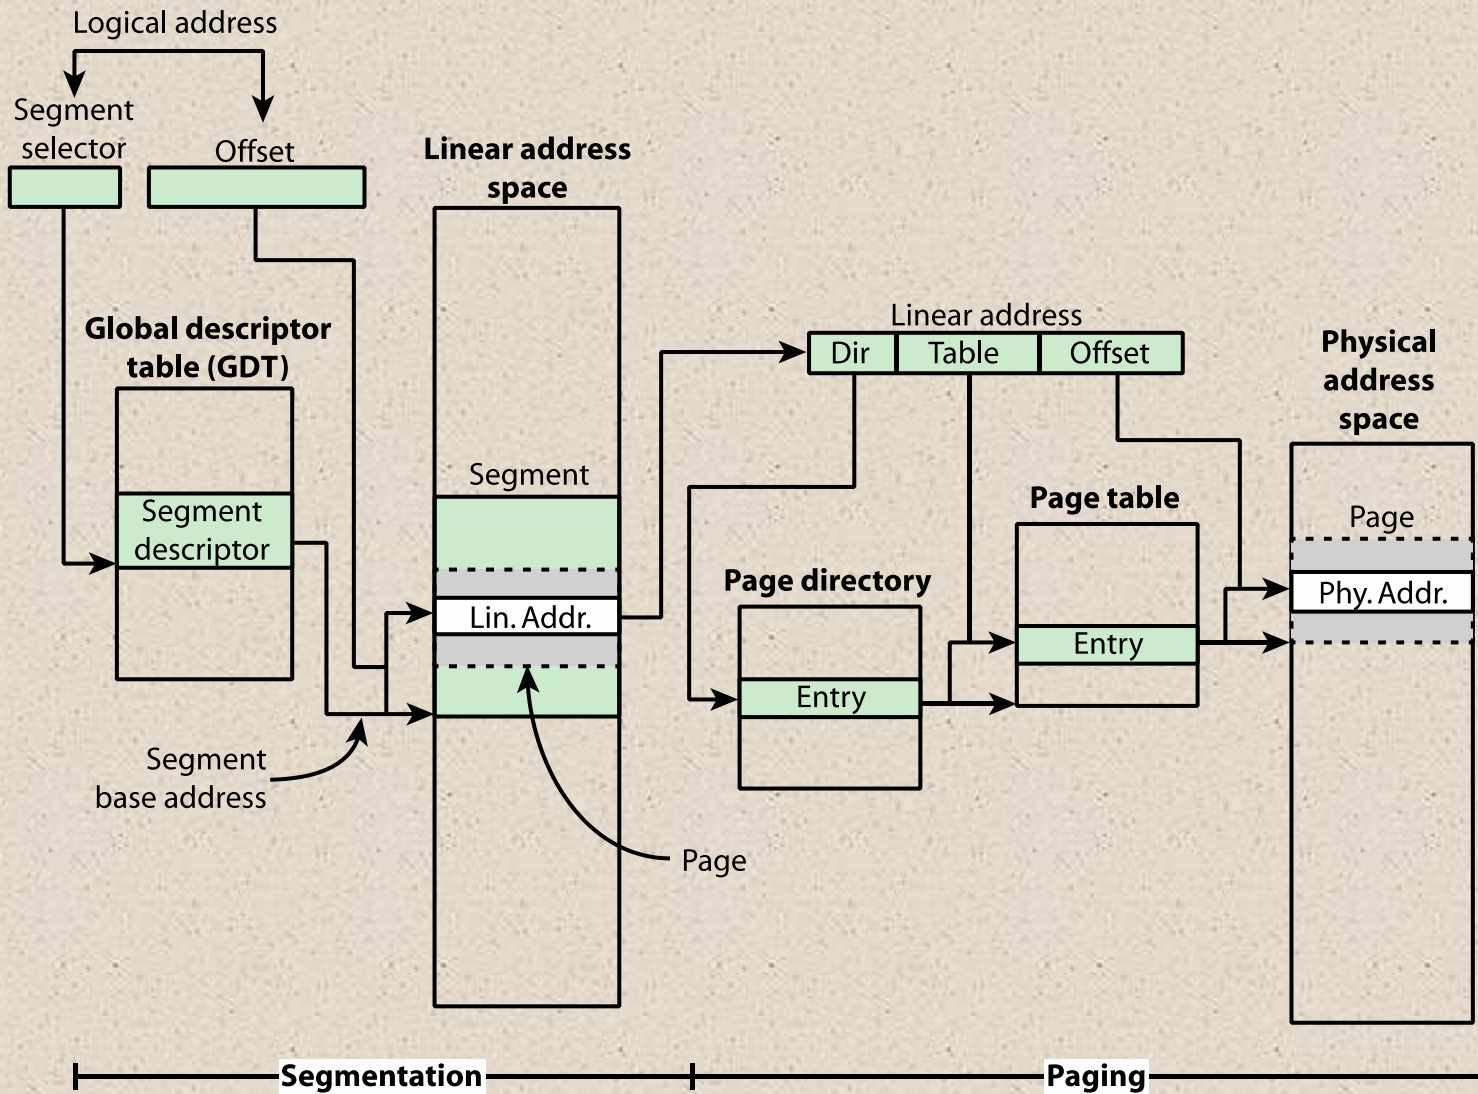 Logical address
Segment
selector
Offset
Linear address
space
Global descriptor
table (GDT)
Segment
descriptor
Segment
Lin. Addr.
Segment
base address
Page
Linear address
Dir
Table
Offset
Page directory
Entry
Page table
Entry
Physical
address
space
Page
Phy. Addr.
Segmentation
Paging